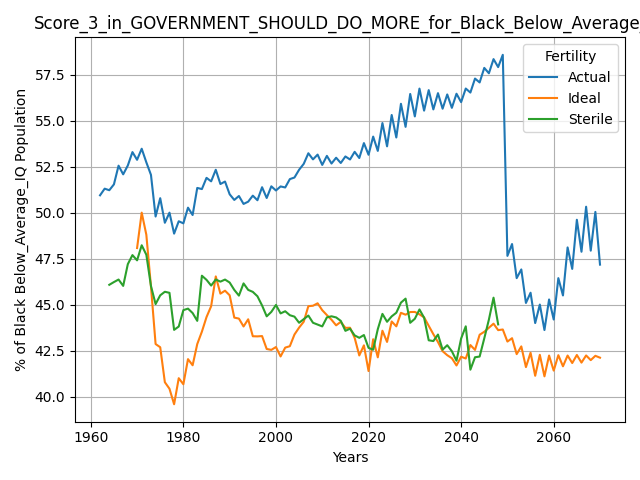 Score_3_in_GOVERNMENT_SHOULD_DO_MORE_for_Black_Below_Average_
Fertility
Actual
Ideal
Sterile
% of Black Below_Average_IQ Population
57.5
55.0
52.5
50.0
47.5
45.0
42.5
40.0
1960
1980
2000
2020
2040
2060
Years